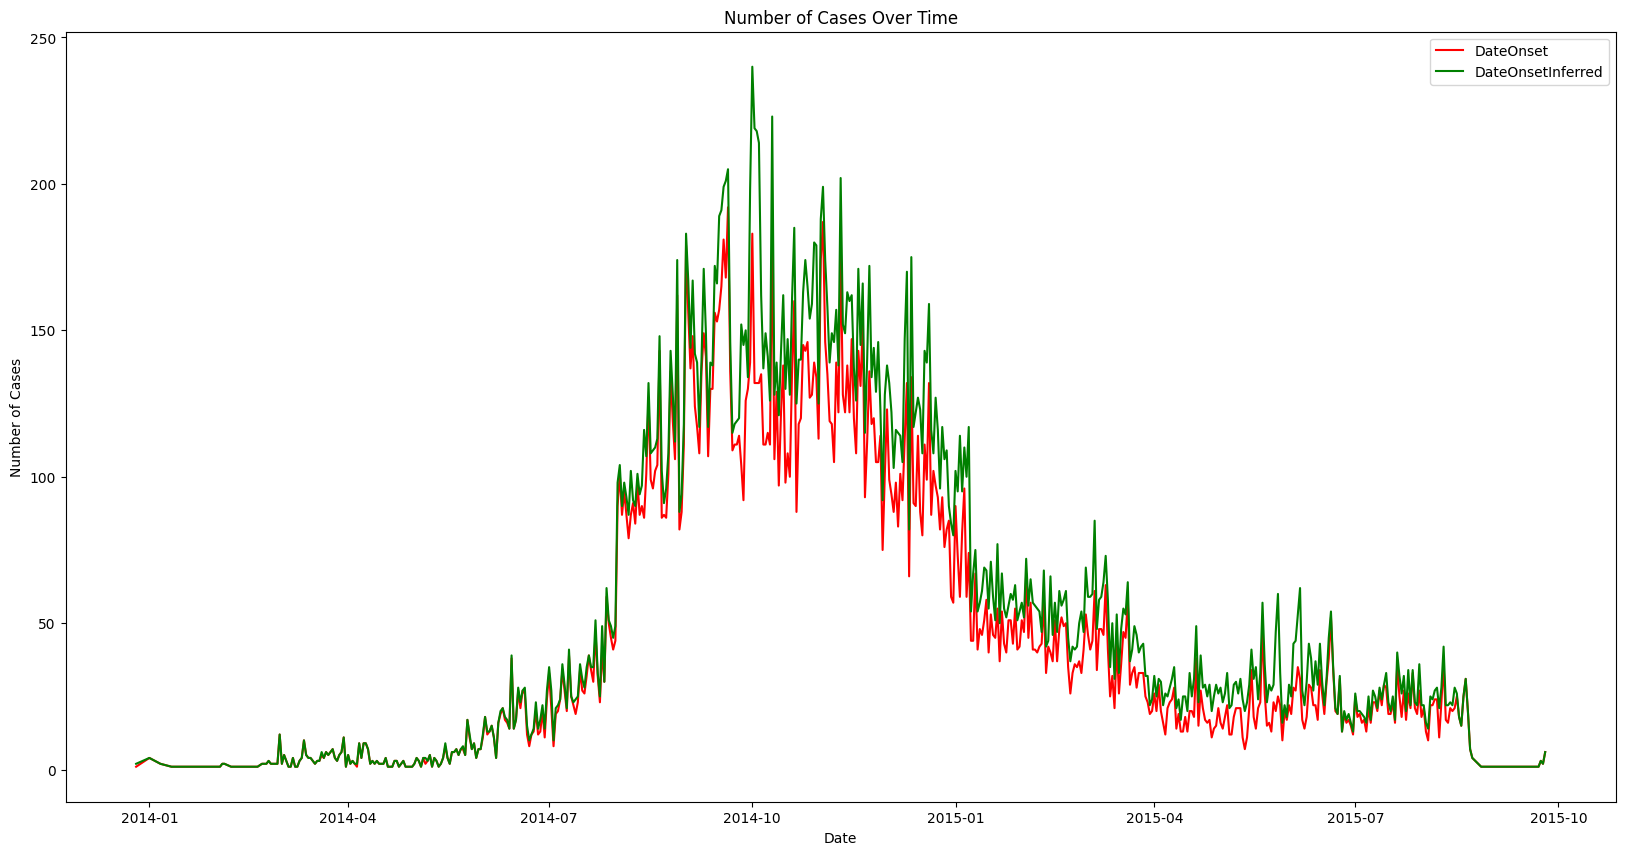 Number of Cases Over Time
DateOnset
DateOnsetInferred
Number of Cases
250
200
150
100
50
0
2014-01
2014-04
2014-07
2014-10
2015-01
2015-04
2015-07
2015-10
Date